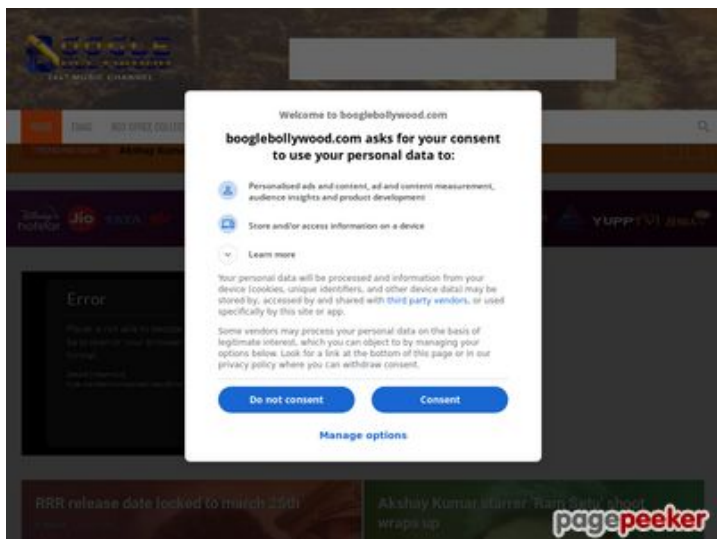 24x7 MUSIC CHANNEL
Welcome to booglebollywood.com
booglebollywood.com asks for your consent
to use your personal data to:
Personalised ads and content, ad and content measurement,
audience insights and product development
Store and/or access information on a device
Learn more
Your personal data will be processed and information from your
device (cookies, unique identifiers, and other device data) may be
stored by, accessed by and shared with third party vendors, or used
specifically by this site or app.
Some vendors may process your personal data on the basis of
legitimate interest, which you can object to by managing your
options below. Look for a link at the bottom of this page or in our
privacy policy where you can withdraw consent.
Do not consent
Consent
Manage options
hotstar
Jio
YUPPTV
Error
RRR release date locked to march 25th
Akshay Kumar starrer 'Ram Setu' shoot
wraps up
pagepeeker